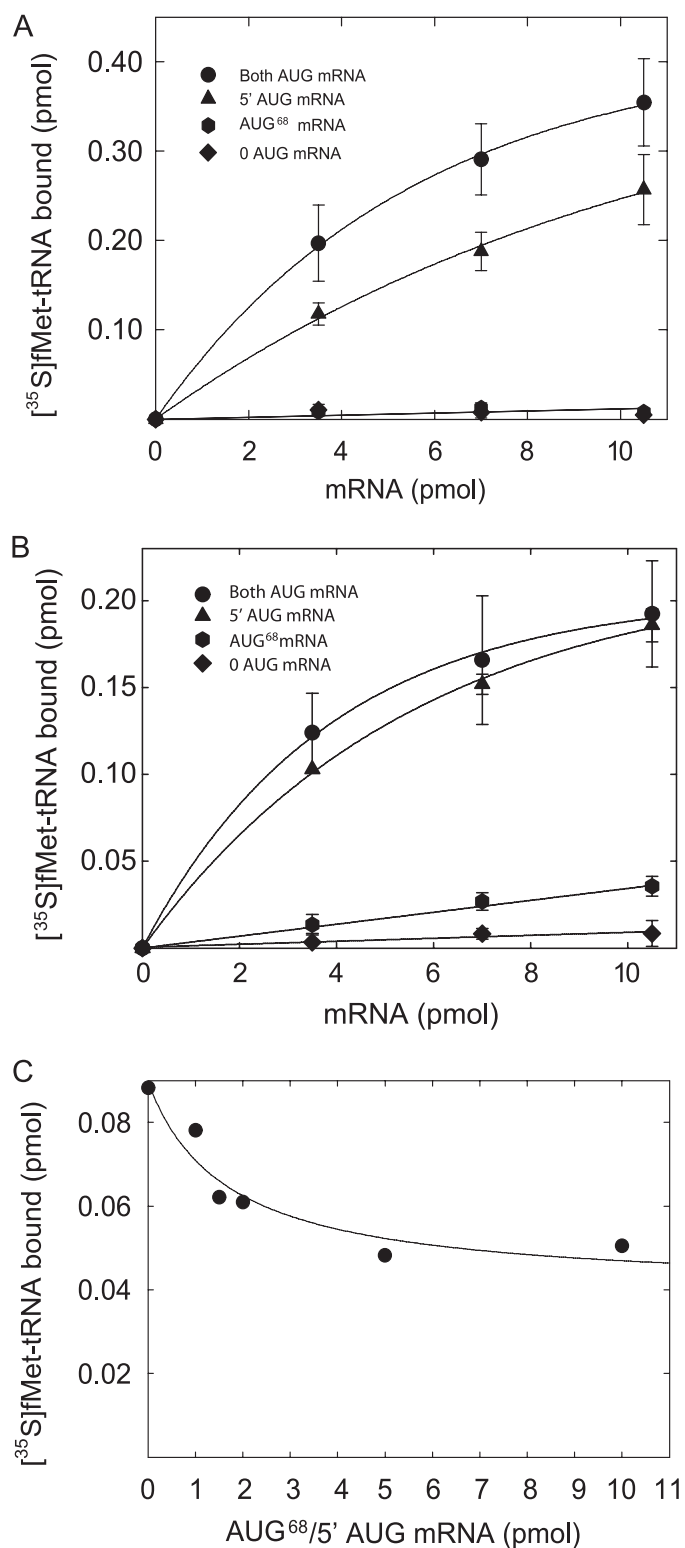 A
[³⁵S]fMet-tRNA bound (pmol)
0.40
0.30
0.20
0.10
Both AUG mRNA
5' AUG mRNA
AUG⁶⁸ mRNA
0 AUG mRNA
0 2 4 6 8 10
mRNA (pmol)
B
[³⁵S]fMet-tRNA bound (pmol)
0.20
0.15
0.10
0.05
Both AUG mRNA
5' AUG mRNA
AUG⁶⁸mRNA
0 AUG mRNA
0 2 4 6 8 10
mRNA (pmol)
C
[³⁵S]fMet-tRNA bound (pmol)
0.08
0.06
0.04
0.02
0 1 2 3 4 5 6 7 8 9 10 11
AUG⁶⁸/5' AUG mRNA (pmol)